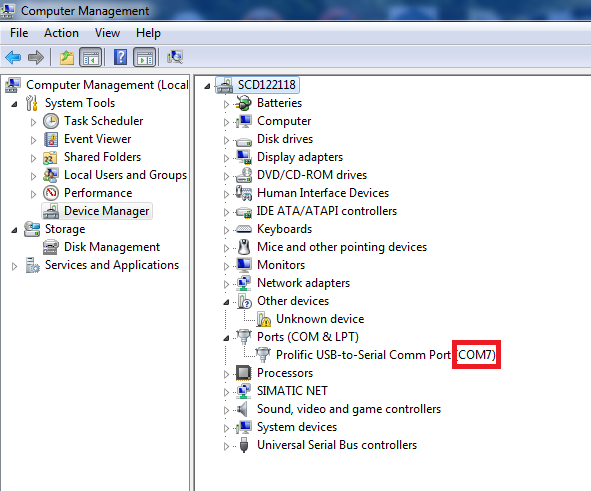 Computer Management
File Action View Help
Computer Management (Local
System Tools
Task Scheduler
Event Viewer
Shared Folders
Local Users and Groups
Performance
Device Manager
Storage
Disk Management
Services and Applications
SCD122118
Batteries
Computer
Disk drives
Display adapters
DVD/CD-ROM drives
Human Interface Devices
IDE ATA/ATAPI controllers
Keyboards
Mice and other pointing devices
Monitors
Network adapters
Other devices
Unknown device
Ports (COM & LPT)
Prolific USB-to-Serial Comm Port (COM7)
Processors
SIMATIC NET
Sound, video and game controllers
System devices
Universal Serial Bus controllers